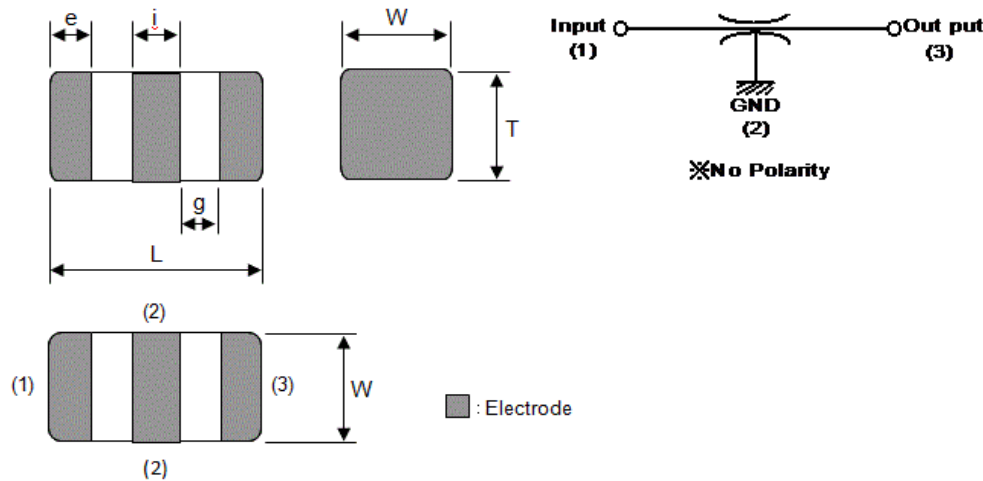 e
i
W
Input
(1)
Out put
(3)
T
GND
(2)
※No Polarity
g
L
(2)
(1)
(3)
W
: Electrode
(2)